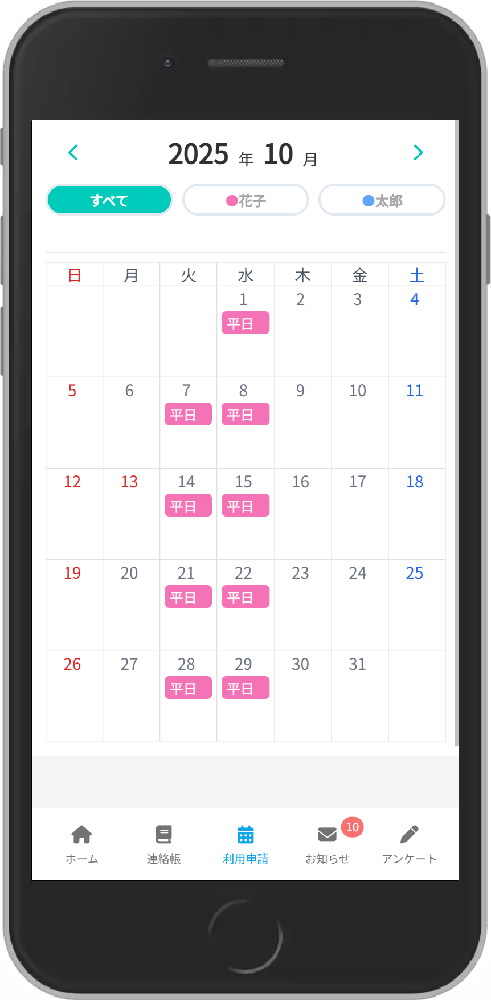 2025 年 10 月
すべて 花子 太郎
日 月 火 水 木 金 土
1 2 3 4
平日
5 6 7 8 9 10 11
平日 平日
12 13 14 15 16 17 18
平日 平日
19 20 21 22 23 24 25
平日 平日
26 27 28 29 30 31
平日 平日
10
ホーム 連絡帳 利用申請 お知らせ アンケート